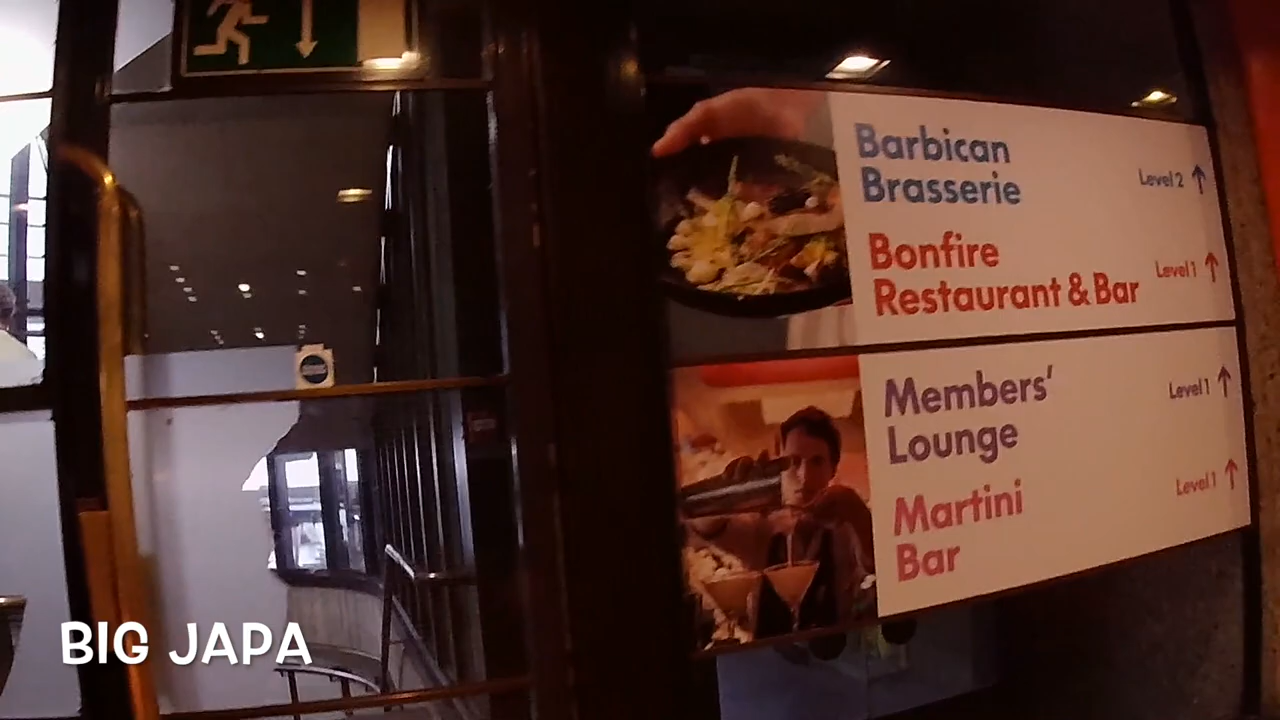 Barbican
Brasserie
Level 2 ↑
Bonfire
Restaurant & Bar
Level 1 ↑
Members'
Lounge
Level 1 ↑
Martini
Bar
Level 1 ↑
BIG JAPA